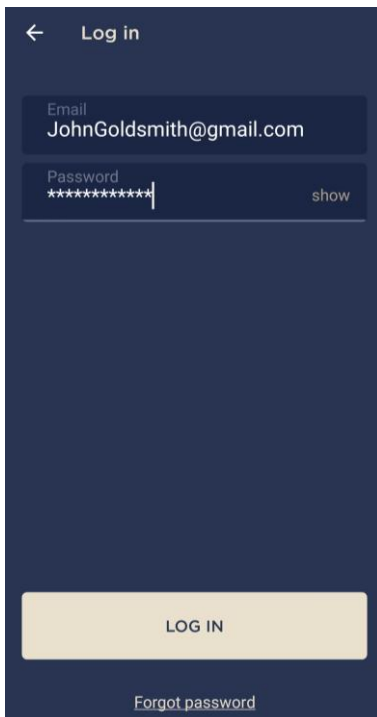 Log in
Email
JohnGoldsmith@gmail.com
Password
************
show
LOG IN
Forgot password